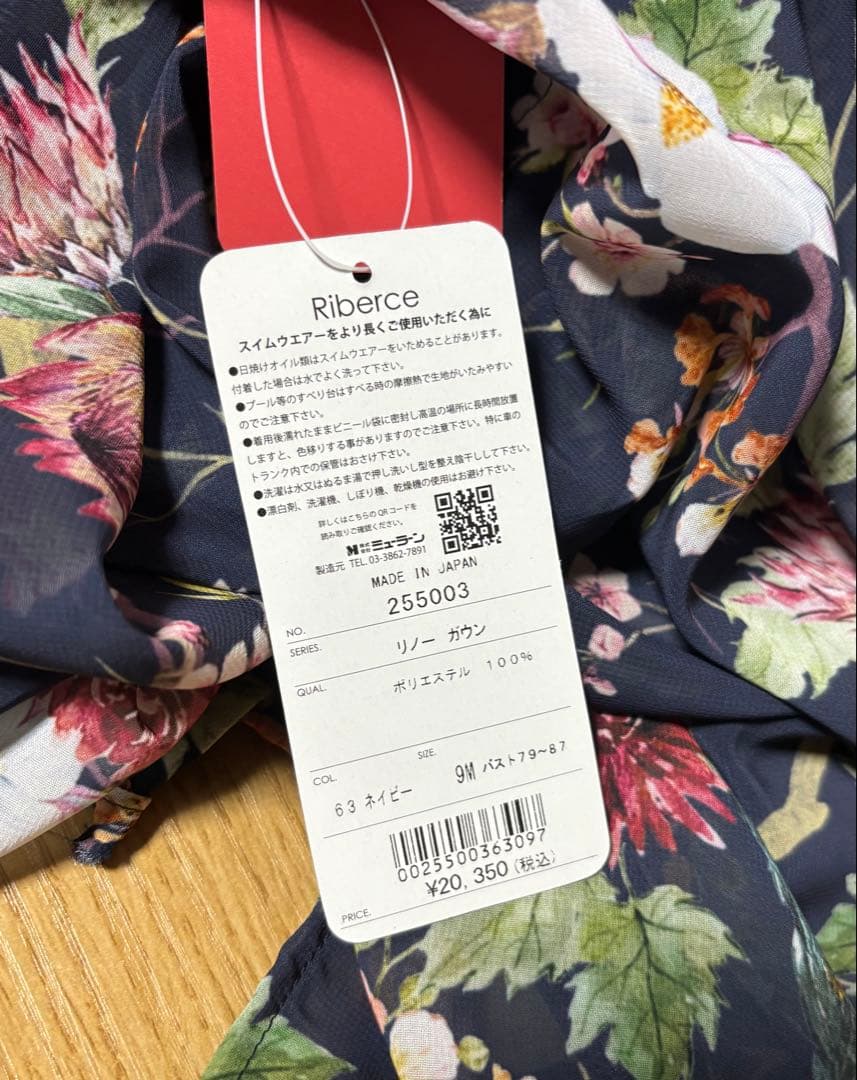 Riberce
スイムウエアーをより長くご使用いただく為に
●日焼けオイル類はスイムウエアーをいためることがあります。
付着した場合は水でよく洗って下さい。
●プール等のすべり台はすべる時の摩擦熱で生地がいたみやすい
のでご注意下さい。
●着用後濡れたままビニール袋に密封し高温の場所に長時間放置
しますと、色移りする事がありますのでご注意下さい。特に車の
トランク内での保管はおさけ下さい。
●洗濯は水又はぬるま湯で押し洗いし型を整え陰干しして下さい。
●漂白剤、洗濯機、しぼり機、乾燥機の使用はお避け下さい。
詳しくはこちらのQRコードを
読み取りご確認ください。
M 株式会社 ミューラーン
製造元 TEL.03-3862-7891
MADE IN JAPAN
NO. 255003
SERIES. リノー ガウン
QUAL. ポリエステル 100%
COL. SIZE.
63 ネイビー 9M バスト79~87
0025500363097
PRICE. ¥20,350(税込)